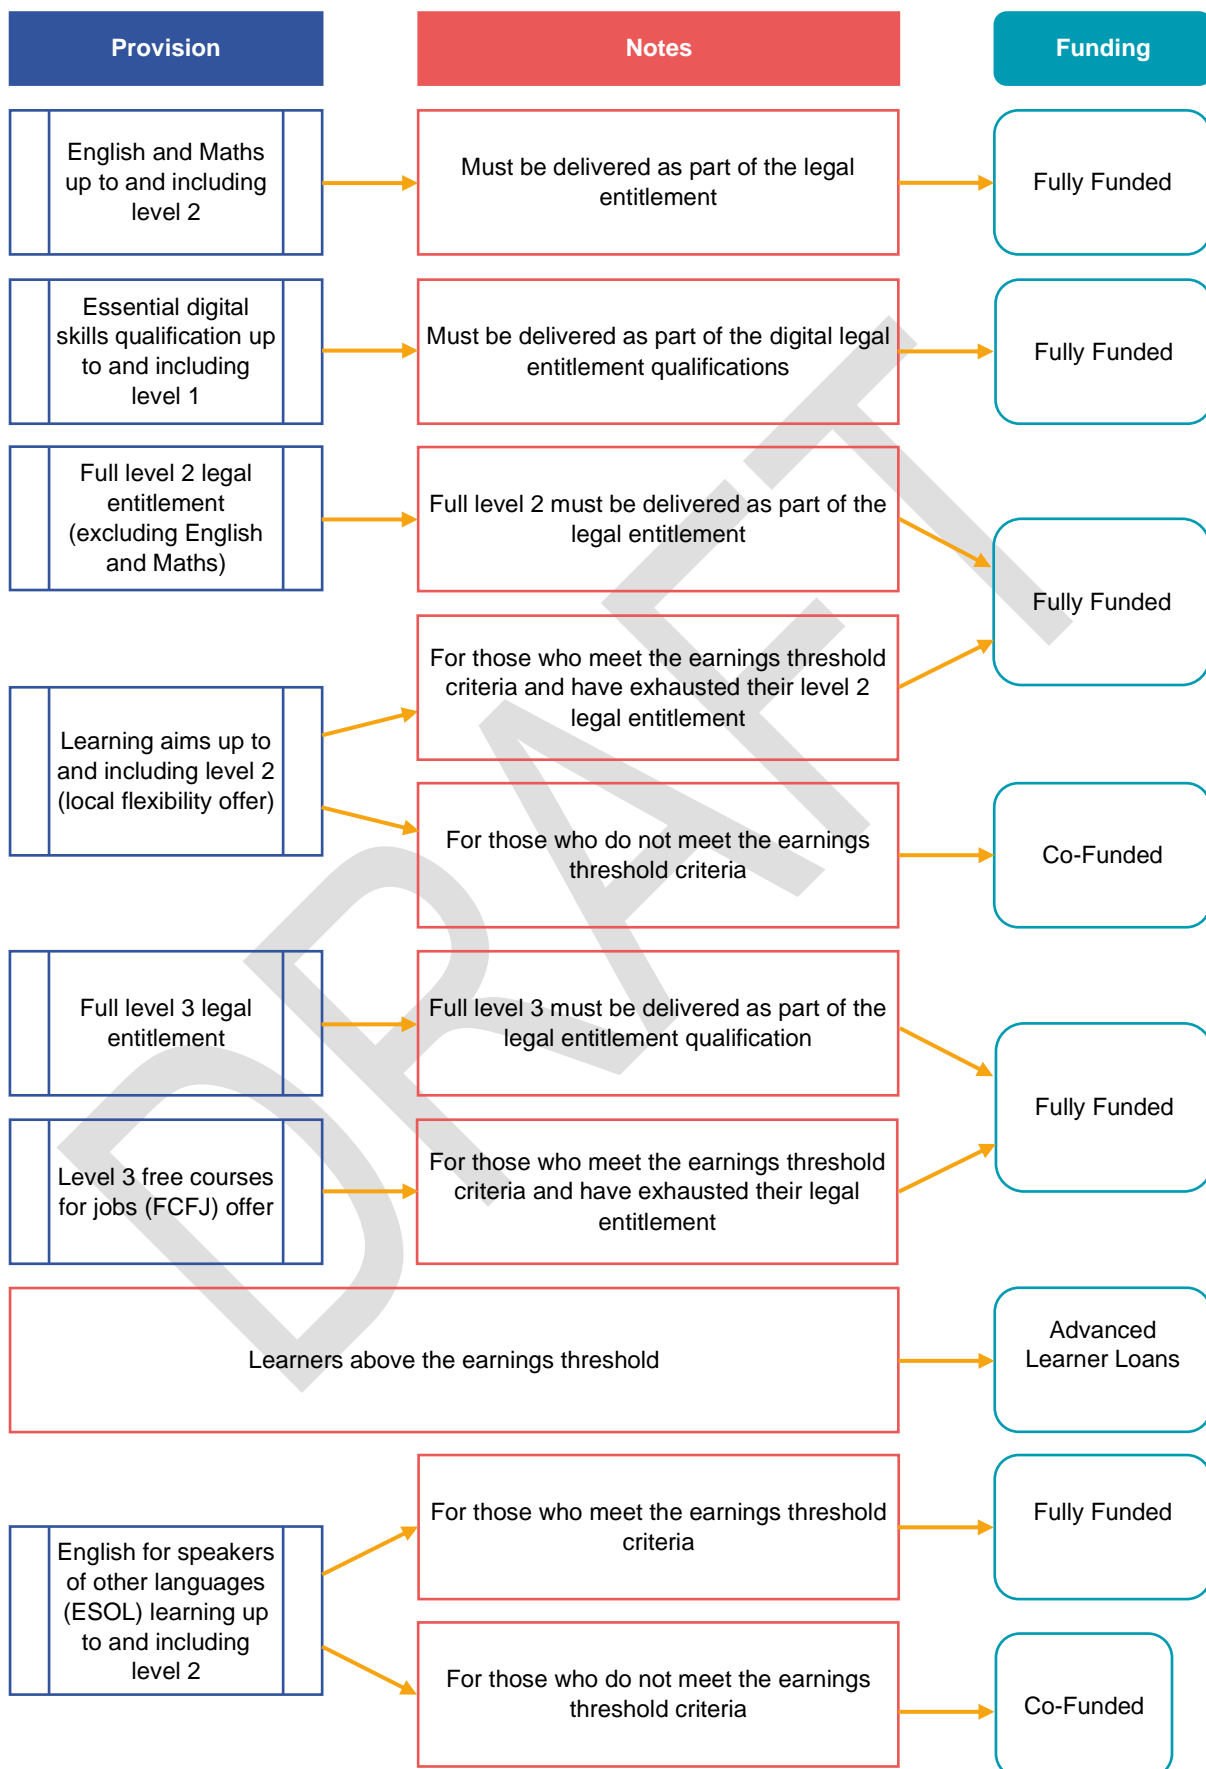 Provision
Notes
Funding
English and Maths
up to and including
level 2
Must be delivered as part of the legal
entitlement
Fully Funded
Essential digital
skills qualification up
to and including
level 1
Must be delivered as part of the digital legal
entitlement qualifications
Fully Funded
Full level 2 legal
entitlement
(excluding English
and Maths)
Full level 2 must be delivered as part of the
legal entitlement
Fully Funded
Learning aims up to
and including level 2
(local flexibility offer)
For those who meet the earnings threshold
criteria and have exhausted their level 2
legal entitlement
For those who do not meet the earnings
threshold criteria
Co-Funded
Full level 3 legal
entitlement
Full level 3 must be delivered as part of the
legal entitlement qualification
Fully Funded
Level 3 free courses
for jobs (FCFJ) offer
For those who meet the earnings threshold
criteria and have exhausted their legal
entitlement
Learners above the earnings threshold
Advanced
Learner Loans
English for speakers
of other languages
(ESOL) learning up
to and including
level 2
For those who meet the earnings threshold
criteria
Fully Funded
For those who do not meet the earnings
threshold criteria
Co-Funded
DRAFT